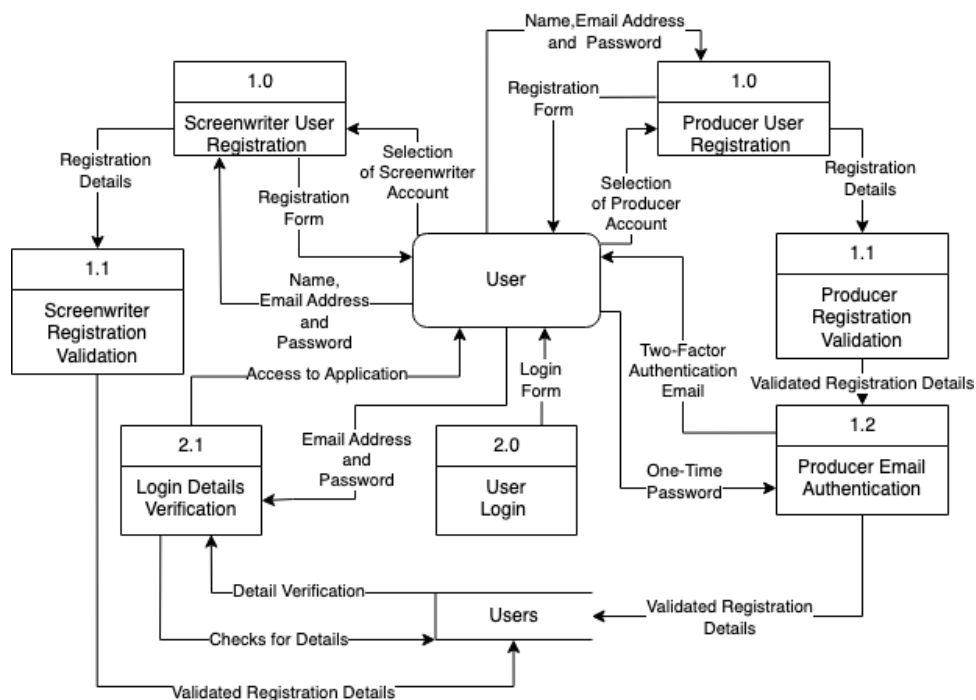 Name,Email Address
and Password
1.0
Screenwriter User
Registration
1.0
Producer User
Registration
Registration
Form
Selection
of Screenwriter
Account
Registration
Details
Registration
Form
Selection
of Producer
Account
Registration
Details
1.1
Screenwriter
Registration
Validation
User
1.1
Producer
Registration
Validation
Name,
Email Address
and
Password
Access to Application
Login
Form
Two-Factor
Authentication
Email
Validated Registration Details
2.1
Login Details
Verification
Email Address
and
Password
2.0
User
Login
One-Time
Password
1.2
Producer Email
Authentication
Detail Verification
Users
Checks for Details
Validated Registration
Details
Validated Registration Details